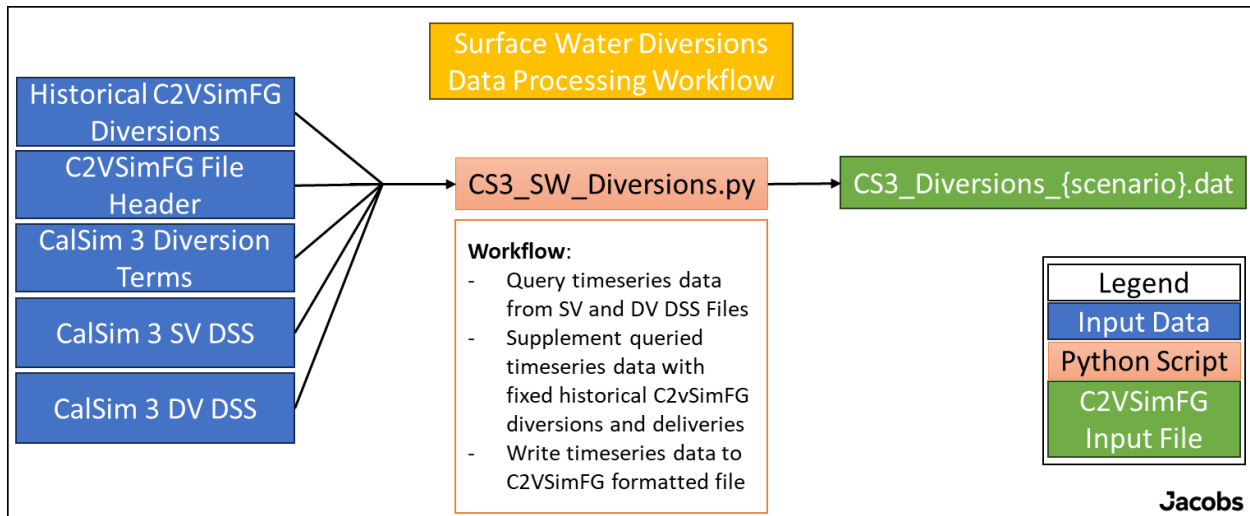 Surface Water Diversions
Data Processing Workflow
Historical C2VSimFG
Diversions
C2VSimFG File
Header
CalSim 3 Diversion
Terms
CalSim 3 SV DSS
CalSim 3 DV DSS
CS3_SW_Diversions.py
Workflow:
- Query timeseries data
from SV and DV DSS Files
- Supplement queried
timeseries data with
fixed historical C2vSimFG
diversions and deliveries
- Write timeseries data to
C2VSimFG formatted file
CS3_Diversions_{scenario}.dat
Legend
Input Data
Python Script
C2VSimFG
Input File
Jacobs